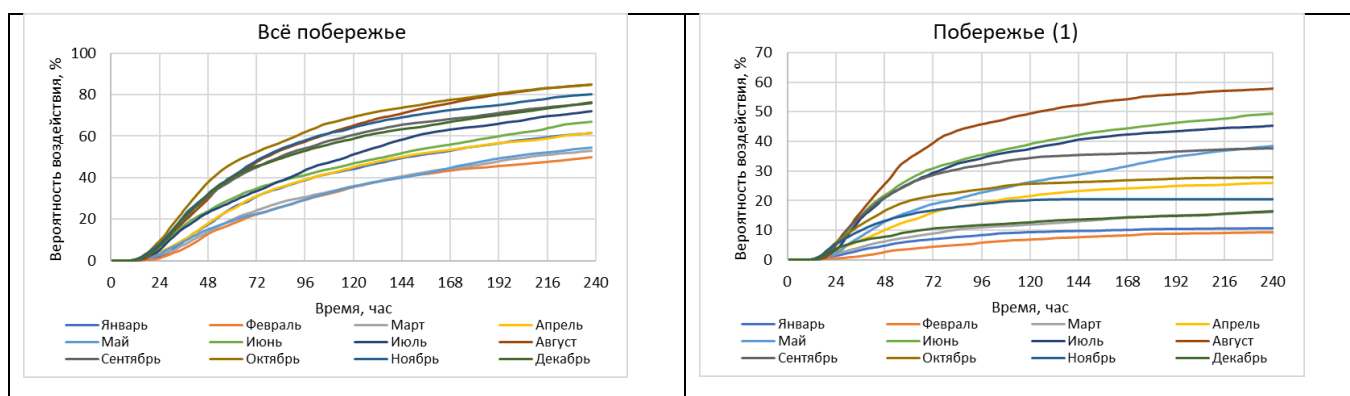 Всё побережье
Вероятность воздействия, %
100
80
60
40
20
0
0 24 48 72 96 120 144 168 192 216 240
Время, час
Январь Февраль Март Апрель
Май Июнь Июль Август
Сентябрь Октябрь Ноябрь Декабрь
Побережье (1)
Вероятность воздействия, %
70
60
50
40
30
20
10
0
0 24 48 72 96 120 144 168 192 216 240
Время, час
Январь Февраль Март Апрель
Май Июнь Июль Август
Сентябрь Октябрь Ноябрь Декабрь